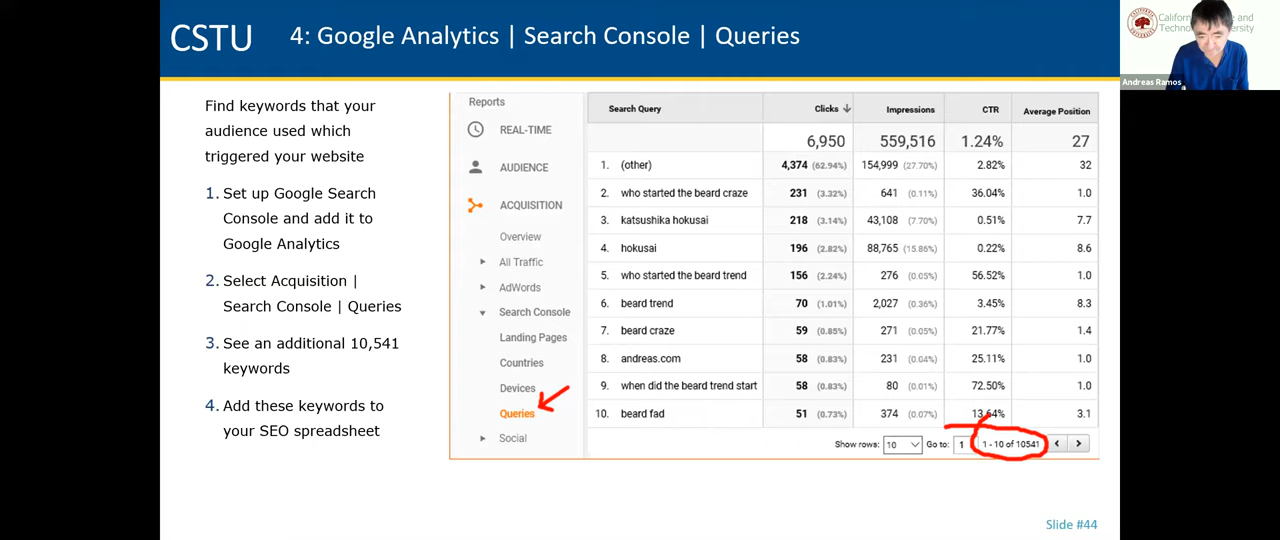 CSTU
4: Google Analytics | Search Console | Queries
Andreas Ramos
Find keywords that your
audience used which
triggered your website
1. Set up Google Search
Console and add it to
Google Analytics
2. Select Acquisition |
Search Console | Queries
3. See an additional 10,541
keywords
4. Add these keywords to
your SEO spreadsheet
Reports
REAL-TIME
AUDIENCE
ACQUISITION
Overview
All Traffic
AdWords
Search Console
Landing Pages
Countries
Devices
Queries
Social
Search Query Clicks Impressions CTR Average Position
6,950 559,516 1.24% 27
1. (other) 4,374 (62.94%) 154,999 (27.70%) 2.82% 32
2. who started the beard craze 231 (3.32%) 641 (0.11%) 36.04% 1.0
3. katsushika hokusai 218 (3.14%) 43,108 (7.70%) 0.51% 7.7
4. hokusai 196 (2.82%) 88,765 (15.86%) 0.22% 8.6
5. who started the beard trend 156 (2.24%) 276 (0.05%) 56.52% 1.0
6. beard trend 70 (1.01%) 2,027 (0.36%) 3.45% 8.3
7. beard craze 59 (0.85%) 271 (0.05%) 21.77% 1.4
8. andreas.com 58 (0.83%) 231 (0.04%) 25.11% 1.0
9. when did the beard trend start 58 (0.83%) 80 (0.01%) 72.50% 1.0
10. beard fad 51 (0.73%) 374 (0.07%) 13.64% 3.1
Show rows: 10 Go to: 1 1 - 10 of 10541
Slide #44